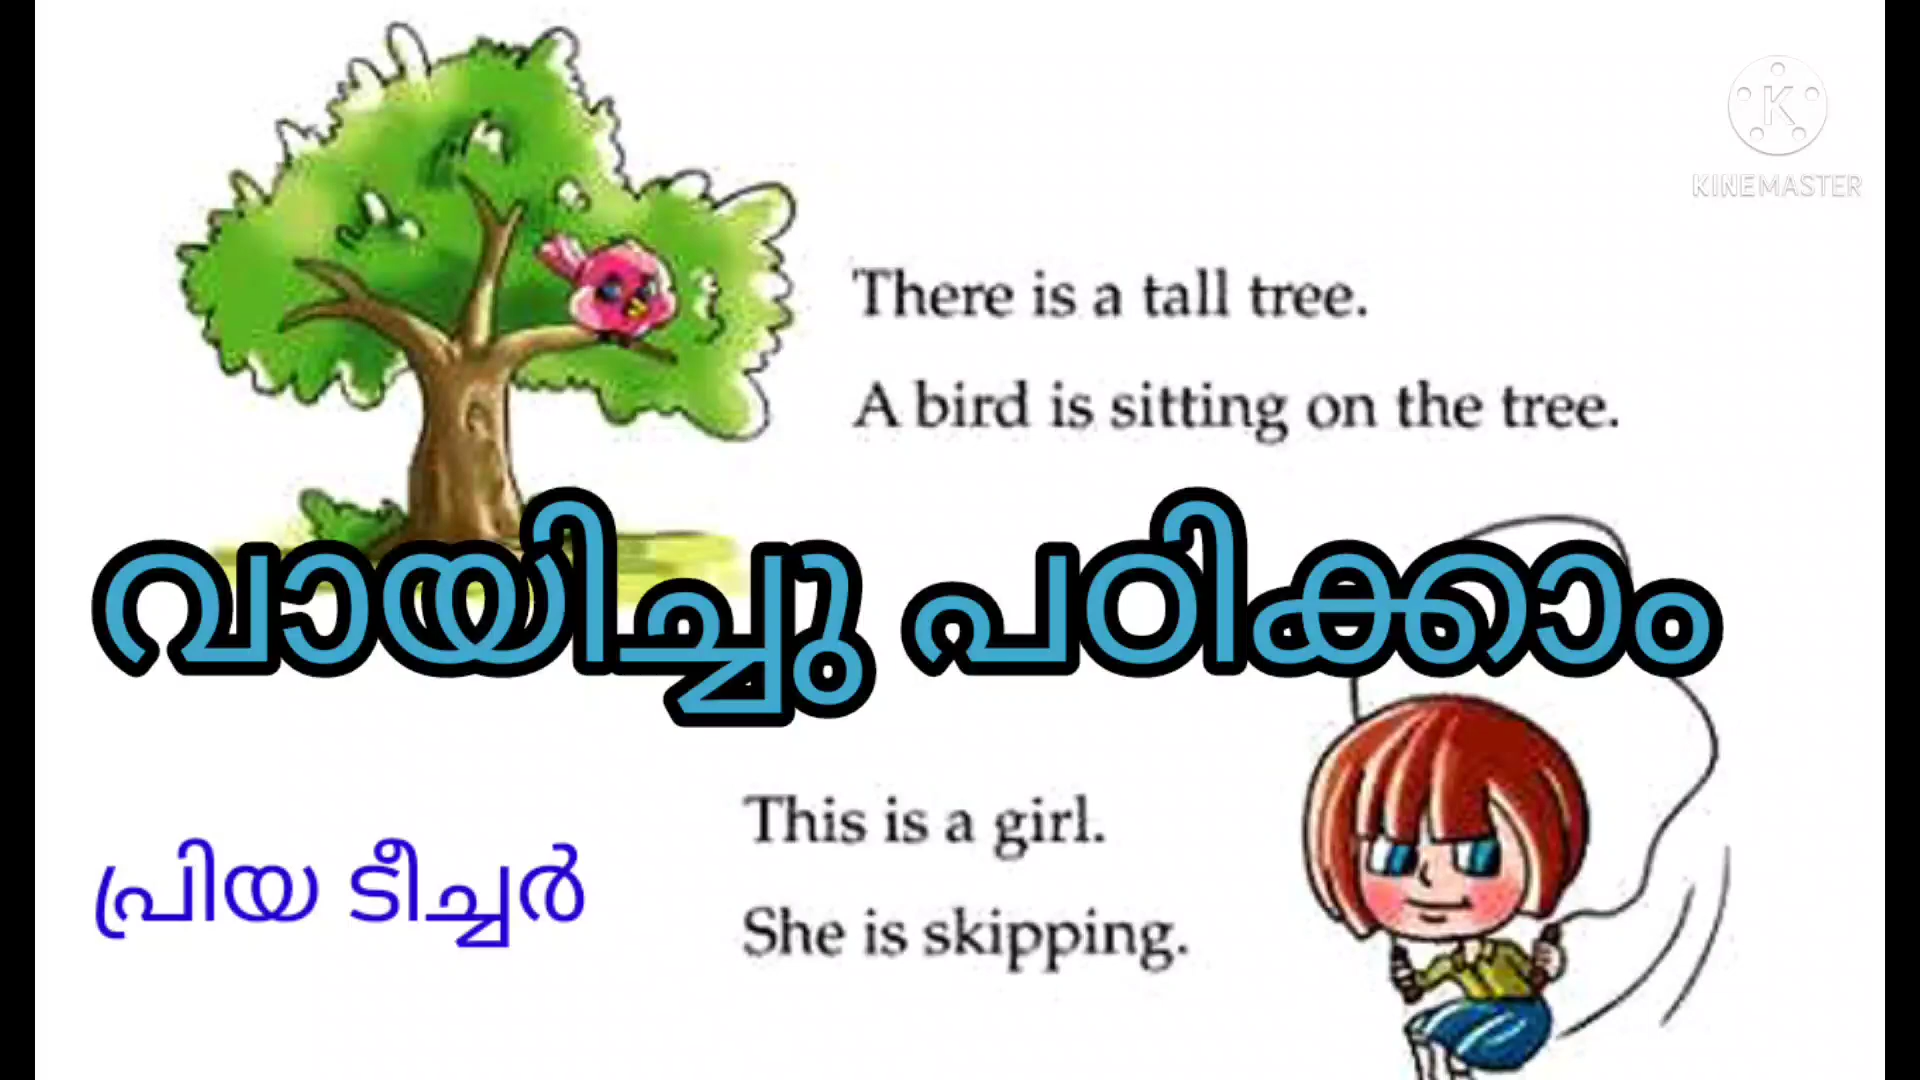 KINEMASTER
There is a tall tree.
A bird is sitting on the tree.
വായിച്ചു പഠിക്കാം
This is a girl.
She is skipping.
പ്രിയ ടീച്ചർ